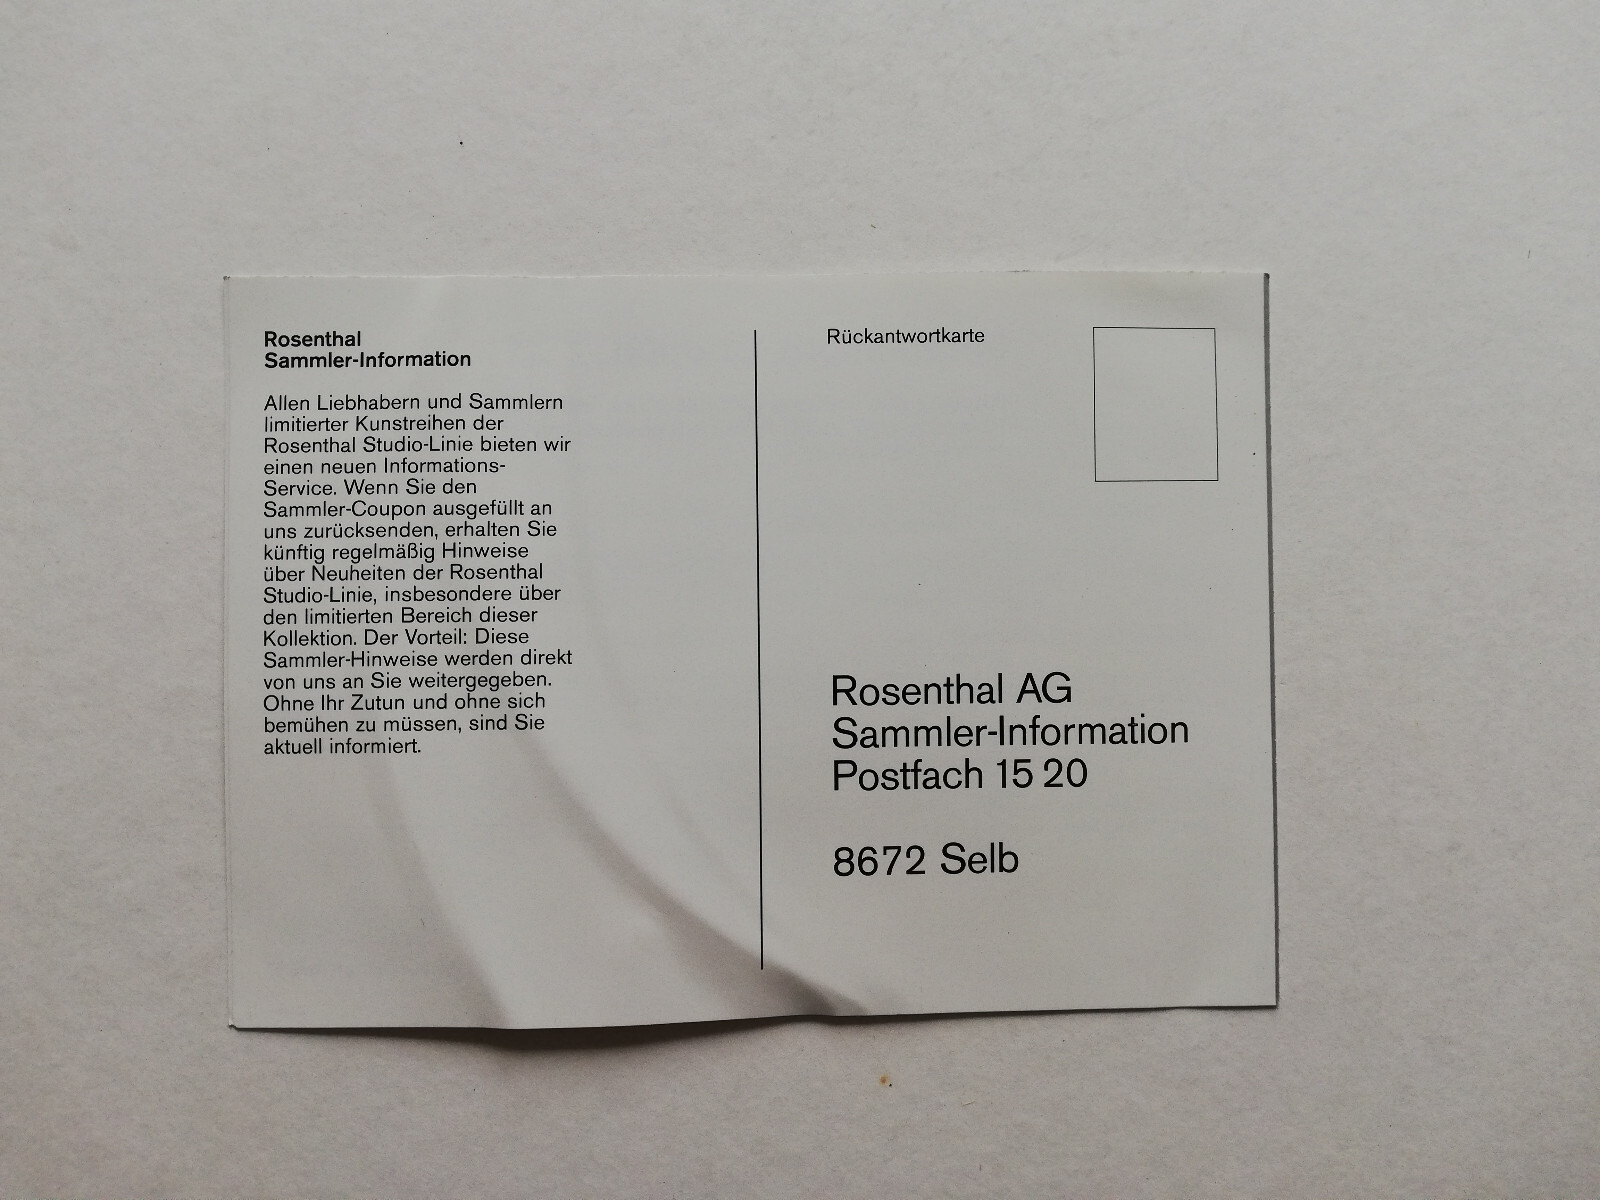 Rosenthal
Sammler-Information
Allen Liebhabern und Sammlern
limitierter Kunstreihen der
Rosenthal Studio-Linie bieten wir
einen neuen Informations-
Service. Wenn Sie den
Sammler-Coupon ausgefüllt an
uns zurücksenden, erhalten Sie
künftig regelmäßig Hinweise
über Neuheiten der Rosenthal
Studio-Linie, insbesondere über
den limitierten Bereich dieser
Kollektion. Der Vorteil: Diese
Sammler-Hinweise werden direkt
von uns an Sie weitergegeben.
Ohne Ihr Zutun und ohne sich
bemühen zu müssen, sind Sie
aktuell informiert.
Rückantwortkarte
Rosenthal AG
Sammler-Information
Postfach 15 20
8672 Selb